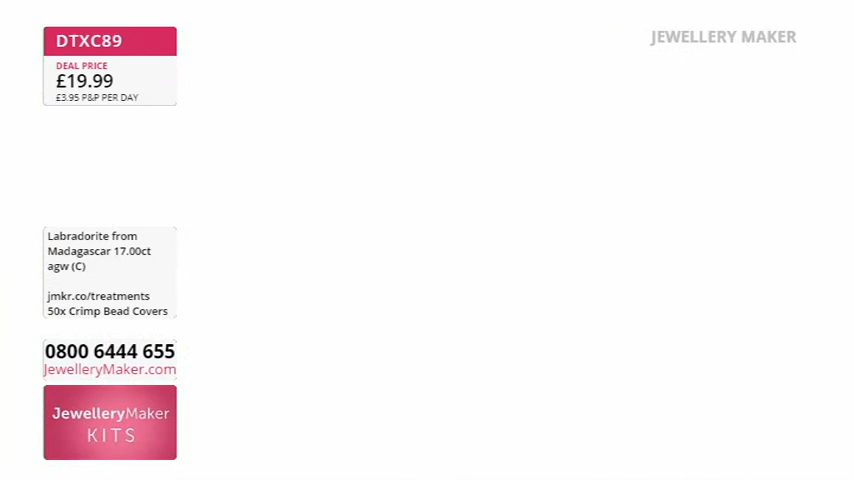 DTXC89
JEWELLERY MAKER
DEAL PRICE
£19.99
£3.95 P&P PER DAY
Labradorite from
Madagascar 17.00ct
agw (C)
jmkr.co/treatments
50x Crimp Bead Covers
0800 6444 655
JewelleryMaker.com
JewelleryMaker
KITS